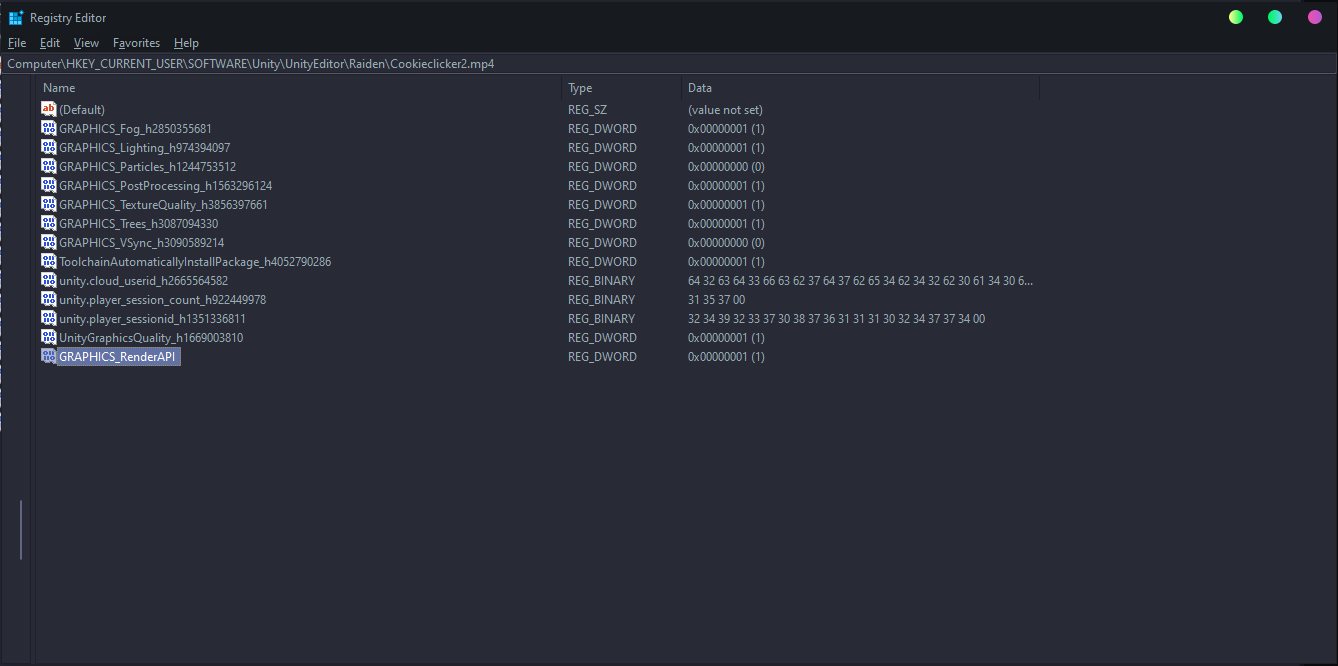 Registry Editor
File Edit View Favorites Help
Computer\HKEY_CURRENT_USER\SOFTWARE\Unity\UnityEditor\Raiden\Cookieclicker2.mp4
Name Type Data
(Default) REG_SZ (value not set)
GRAPHICS_Fog_h2850355681 REG_DWORD 0x00000001 (1)
GRAPHICS_Lighting_h974394097 REG_DWORD 0x00000001 (1)
GRAPHICS_Particles_h1244753512 REG_DWORD 0x00000000 (0)
GRAPHICS_PostProcessing_h1563296124 REG_DWORD 0x00000001 (1)
GRAPHICS_TextureQuality_h3856397661 REG_DWORD 0x00000001 (1)
GRAPHICS_Trees_h3087094330 REG_DWORD 0x00000001 (1)
GRAPHICS_VSync_h3090589214 REG_DWORD 0x00000000 (0)
ToolchainAutomaticallyInstallPackage_h4052790286 REG_DWORD 0x00000001 (1)
unity.cloud_userid_h2665564582 REG_BINARY 64 32 63 64 33 66 63 62 37 64 37 62 65 34 62 34 32 62 30 61 34 30 6...
unity.player_session_count_h922449978 REG_BINARY 31 35 37 00
unity.player_sessionid_h1351336811 REG_BINARY 32 34 39 32 33 37 30 38 37 36 31 31 31 30 32 34 37 37 34 00
UnityGraphicsQuality_h1669003810 REG_DWORD 0x00000001 (1)
GRAPHICS_RenderAPI REG_DWORD 0x00000001 (1)